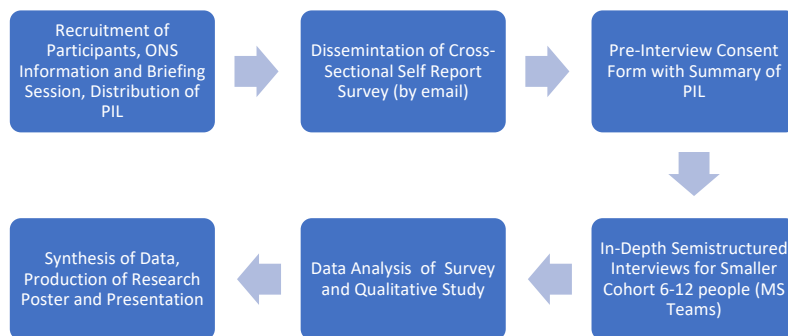 Recruitment of
Participants, ONS
Information and Briefing
Session, Distribution of
PIL
Dissemintation of Cross-
Sectional Self Report
Survey (by email)
Pre-Interview Consent
Form with Summary of
PIL
In-Depth Semistructured
Interviews for Smaller
Cohort 6-12 people (MS
Teams)
Data Analysis of Survey
and Qualitative Study
Synthesis of Data,
Production of Research
Poster and Presentation